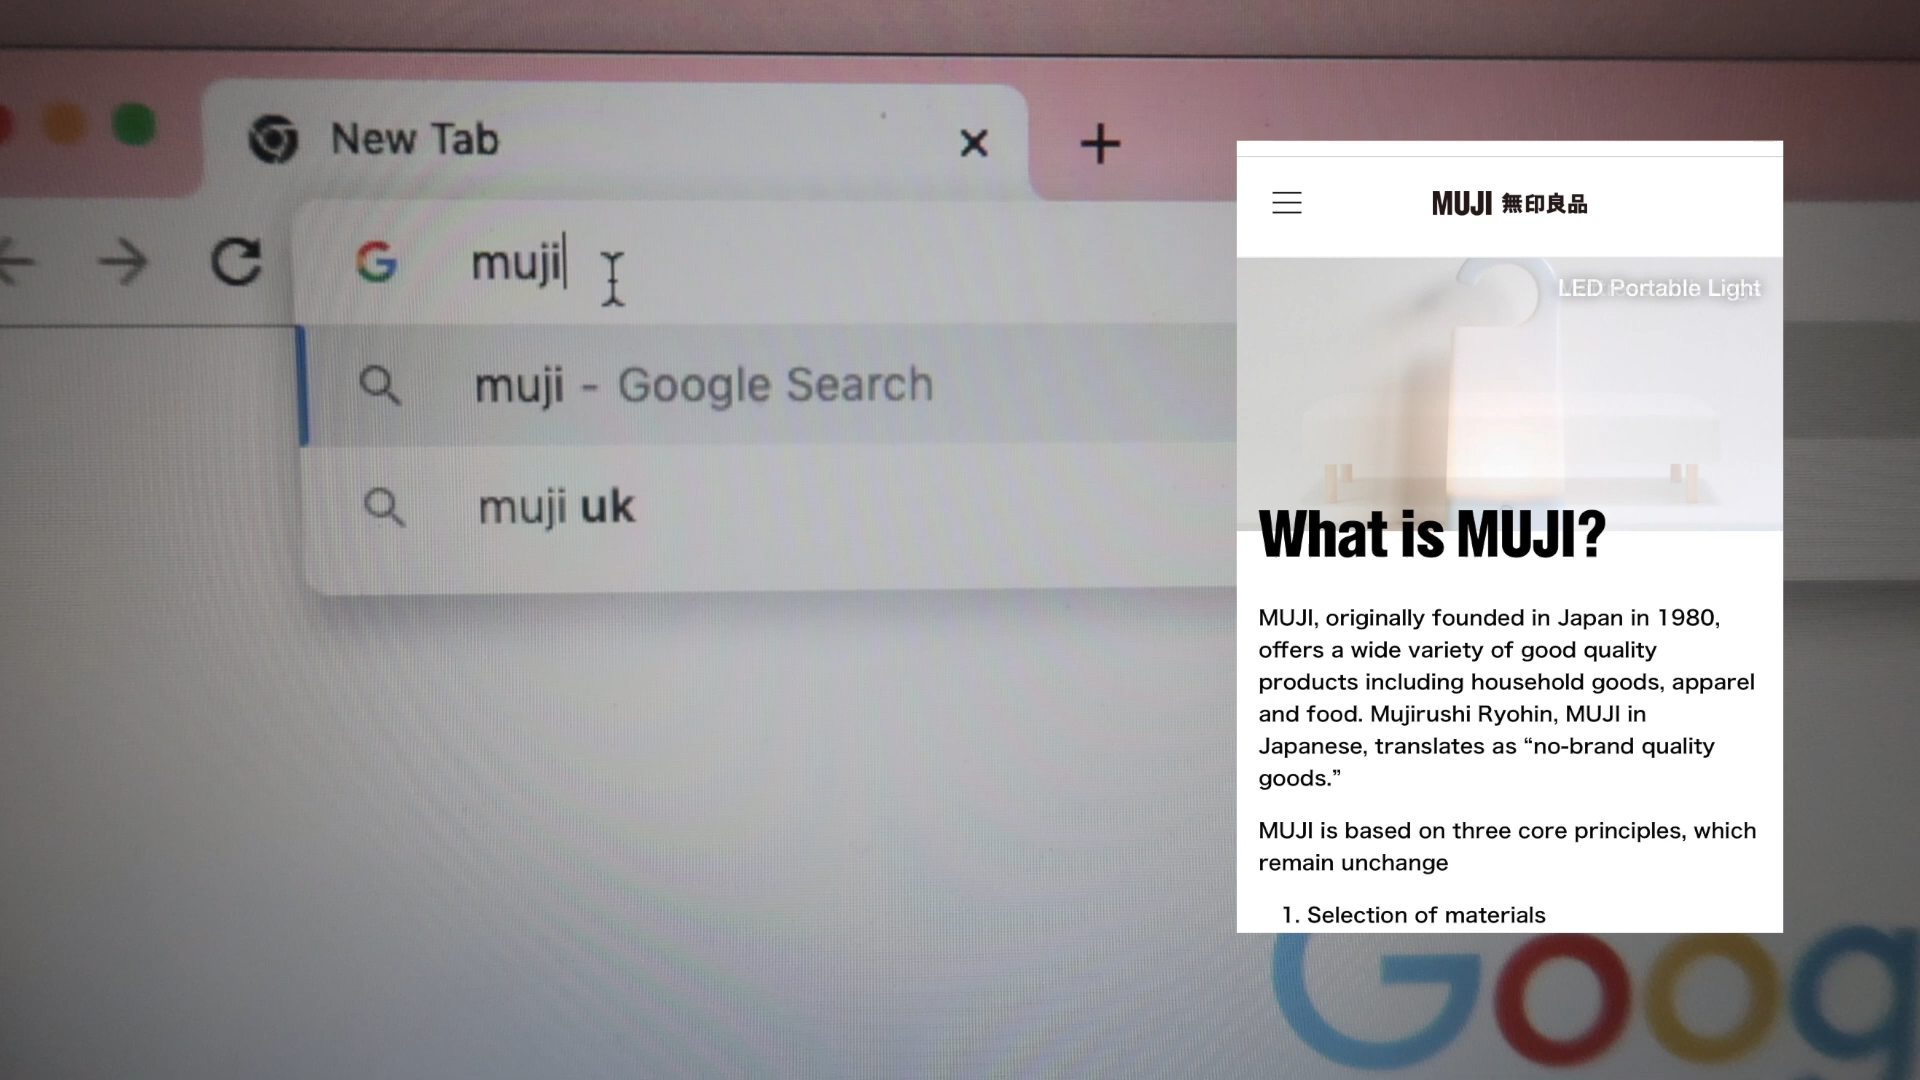 New Tab
muji
muji - Google Search
muji uk
MUJI 無印良品
LED Portable Light
What is MUJI?
MUJI, originally founded in Japan in 1980,
offers a wide variety of good quality
products including household goods, apparel
and food. Mujirushi Ryohin, MUJI in
Japanese, translates as “no-brand quality
goods.”
MUJI is based on three core principles, which
remain unchange
1. Selection of materials
Goog